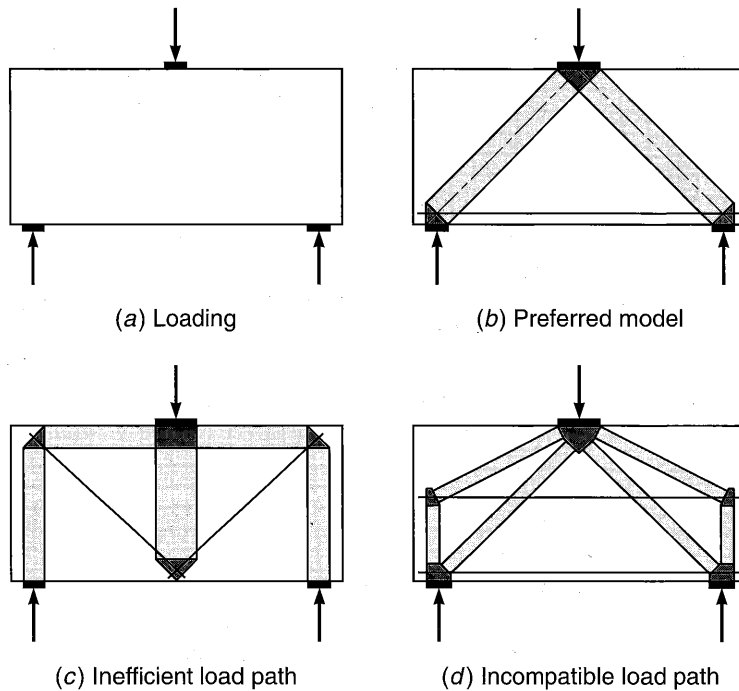 (a) Loading
(b) Preferred model
(c) Inefficient load path
(d) Incompatible load path